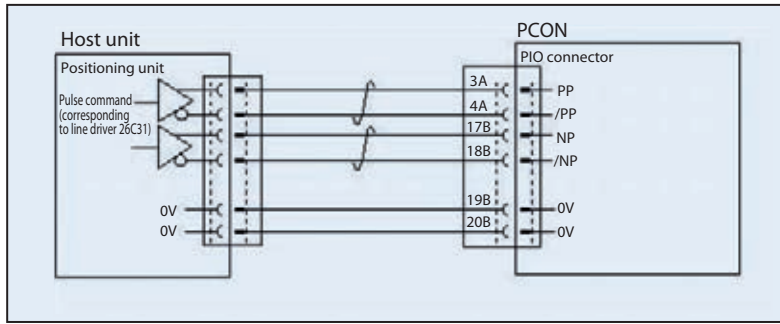 Host unit
PCON
Positioning unit
PIO connector
Pulse command
(corresponding
to line driver 26C31)
3A
PP
4A
/PP
17B
NP
18B
/NP
0V
19B
0V
0V
20B
0V